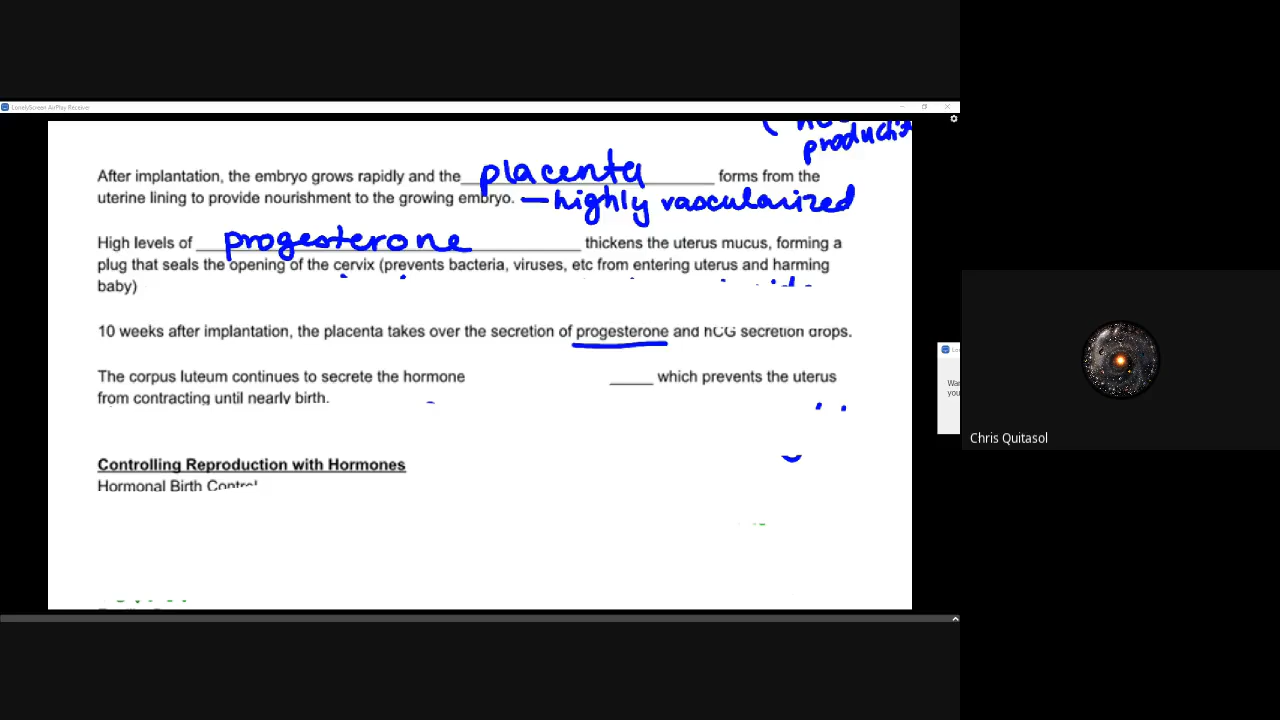 LonelyScreen AirPlay Receiver
After implantation, the embryo grows rapidly and the placenta forms from the
uterine lining to provide nourishment to the growing embryo. — highly vascularized
High levels of progesterone thickens the uterus mucus, forming a
plug that seals the opening of the cervix (prevents bacteria, viruses, etc from entering uterus and harming
baby)
10 weeks after implantation, the placenta takes over the secretion of progesterone and hCG secretion drops.
The corpus luteum continues to secrete the hormone _____ which prevents the uterus
from contracting until nearly birth.
Controlling Reproduction with Hormones
Hormonal Birth Control
Chris Quitasol